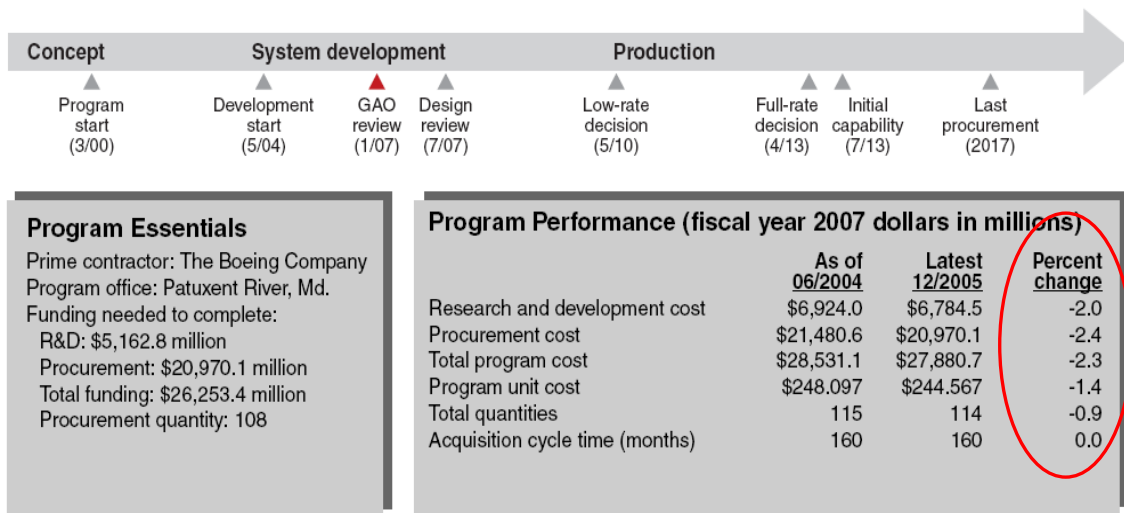 Concept System development Production
Program start (3/00)
Development start (5/04)
GAO review (1/07)
Design review (7/07)
Low-rate decision (5/10)
Full-rate decision (4/13)
Initial capability (7/13)
Last procurement (2017)
Program Essentials
Prime contractor: The Boeing Company
Program office: Patuxent River, Md.
Funding needed to complete:
R&D: $5,162.8 million
Procurement: $20,970.1 million
Total funding: $26,253.4 million
Procurement quantity: 108
Program Performance (fiscal year 2007 dollars in millions)
As of Latest Percent
06/2004 12/2005 change
Research and development cost $6,924.0 $6,784.5 -2.0
Procurement cost $21,480.6 $20,970.1 -2.4
Total program cost $28,531.1 $27,880.7 -2.3
Program unit cost $248.097 $244.567 -1.4
Total quantities 115 114 -0.9
Acquisition cycle time (months) 160 160 0.0